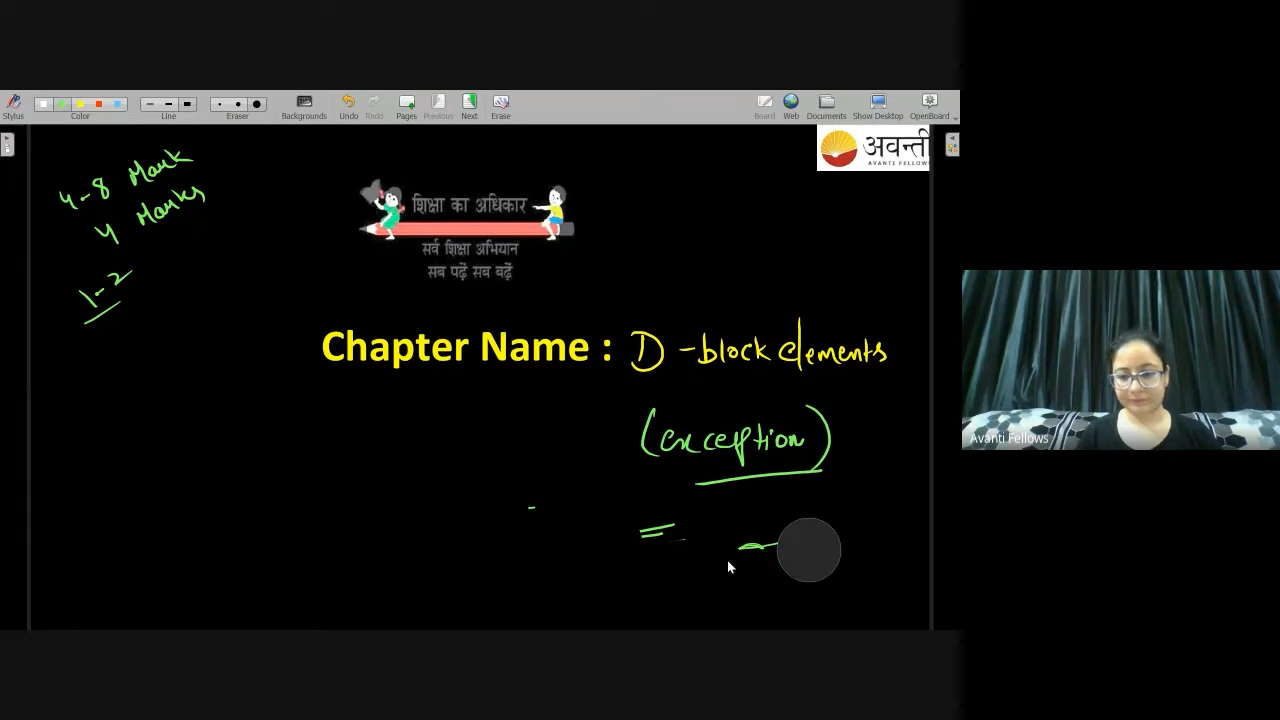 Stylus
Color
Line
Eraser
Backgrounds
Undo
Redo
Pages
Previous
Next
Erase
Board
Web
Documents
Show Desktop
OpenBoard
अवन्ती
AVANTI FELLOWS
4-8 Mark
4 Marks
1-2
शिक्षा का अधिकार
सर्व शिक्षा अभियान
सब पढ़ें सब बढ़ें
Chapter Name : D-block elements
(exception)
Avanti Fellows